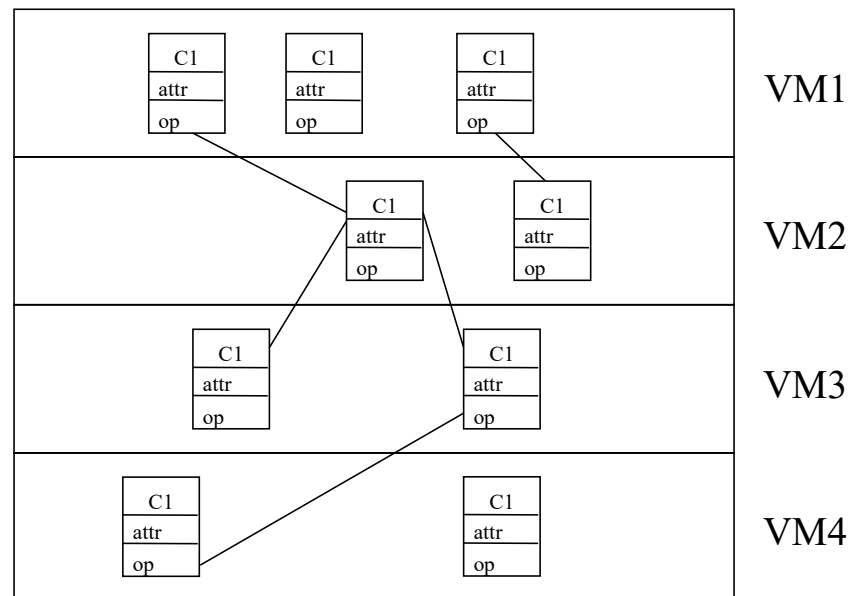 C1 C1 C1
attr attr attr
op op op
VM1
C1 C1
attr attr
op op
VM2
C1 C1
attr attr
op op
VM3
C1 C1
attr attr
op op
VM4